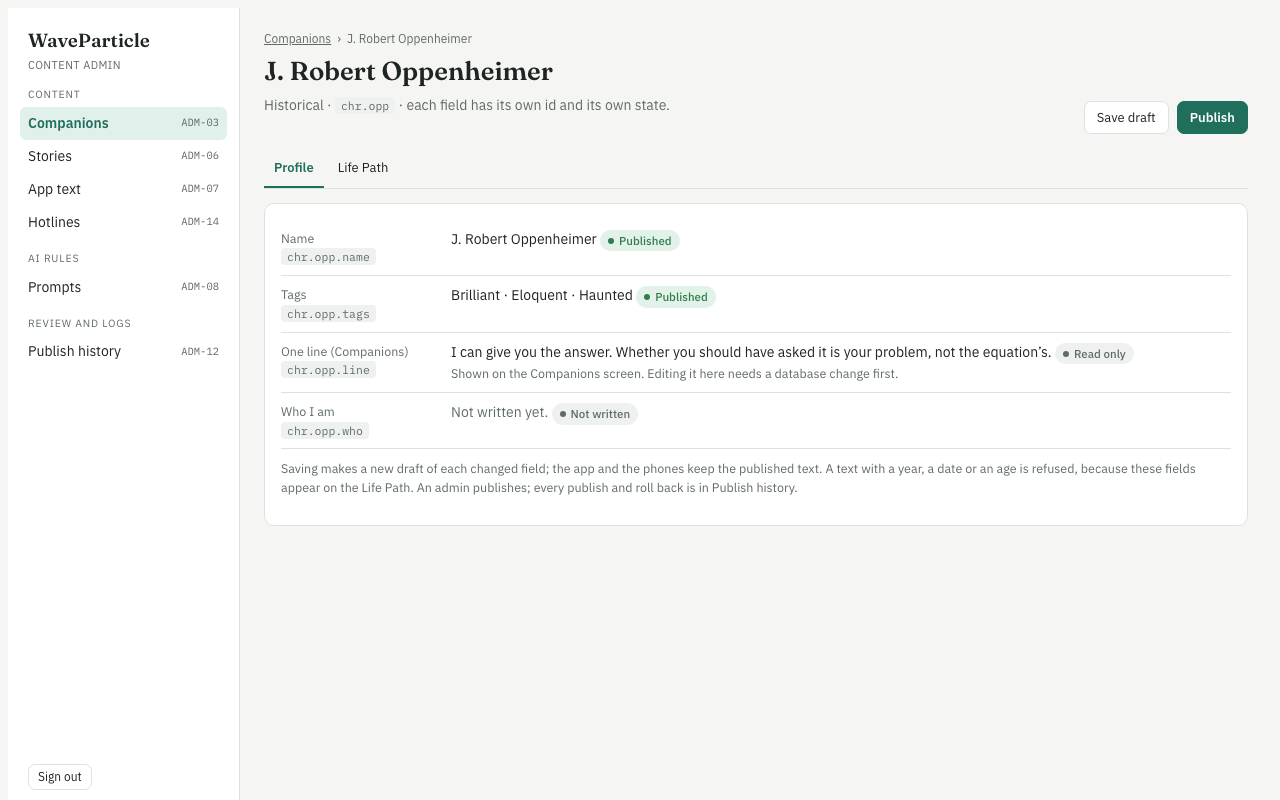 WaveParticle
CONTENT ADMIN
CONTENT
Companions ADM-03
Stories ADM-06
App text ADM-07
Hotlines ADM-14
AI RULES
Prompts ADM-08
REVIEW AND LOGS
Publish history ADM-12
Sign out
Companions › J. Robert Oppenheimer
J. Robert Oppenheimer
Historical · chr.opp · each field has its own id and its own state.
Save draft
Publish
Profile
Life Path
Name
chr.opp.name
J. Robert Oppenheimer Published
Tags
chr.opp.tags
Brilliant · Eloquent · Haunted Published
One line (Companions)
chr.opp.line
I can give you the answer. Whether you should have asked it is your problem, not the equation’s. Read only
Shown on the Companions screen. Editing it here needs a database change first.
Who I am
chr.opp.who
Not written yet. Not written
Saving makes a new draft of each changed field; the app and the phones keep the published text. A text with a year, a date or an age is refused, because these fields
appear on the Life Path. An admin publishes; every publish and roll back is in Publish history.